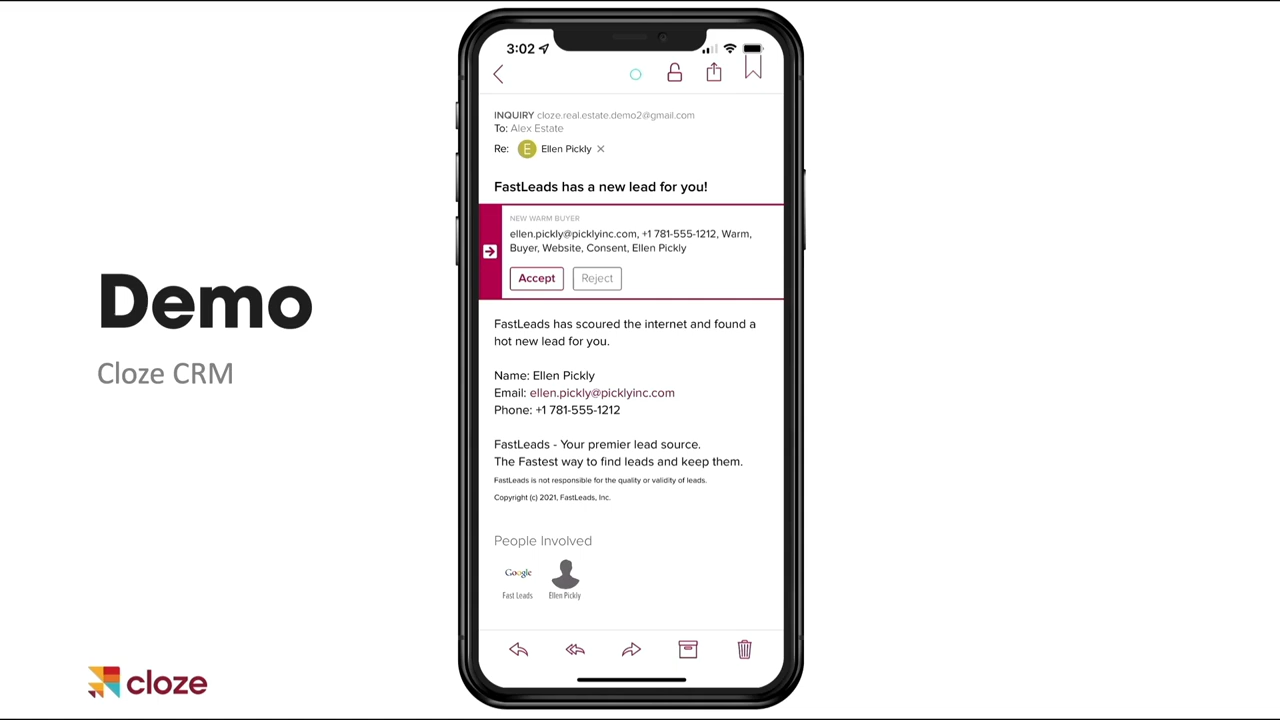 Demo
Cloze CRM
cloze
3:02
INQUIRY cloze.real.estate.demo2@gmail.com
To: Alex Estate
Re: E Ellen Pickly ×
FastLeads has a new lead for you!
NEW WARM BUYER
ellen.pickly@picklyinc.com, +1 781-555-1212, Warm,
Buyer, Website, Consent, Ellen Pickly
Accept Reject
FastLeads has scoured the internet and found a
hot new lead for you.
Name: Ellen Pickly
Email: ellen.pickly@picklyinc.com
Phone: +1 781-555-1212
FastLeads - Your premier lead source.
The Fastest way to find leads and keep them.
FastLeads is not responsible for the quality or validity of leads.
Copyright (c) 2021, FastLeads, Inc.
People Involved
Google
Fast Leads Ellen Pickly